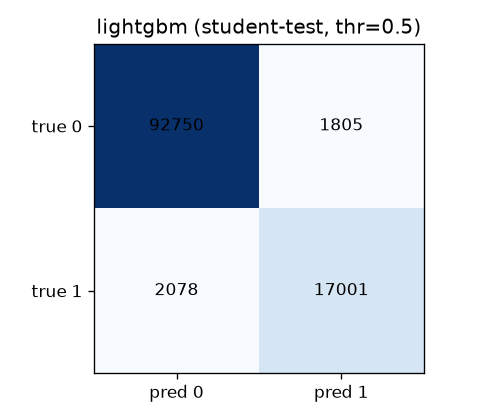 lightgbm (student-test, thr=0.5)
true 0 92750 1805
true 1 2078 17001
pred 0 pred 1